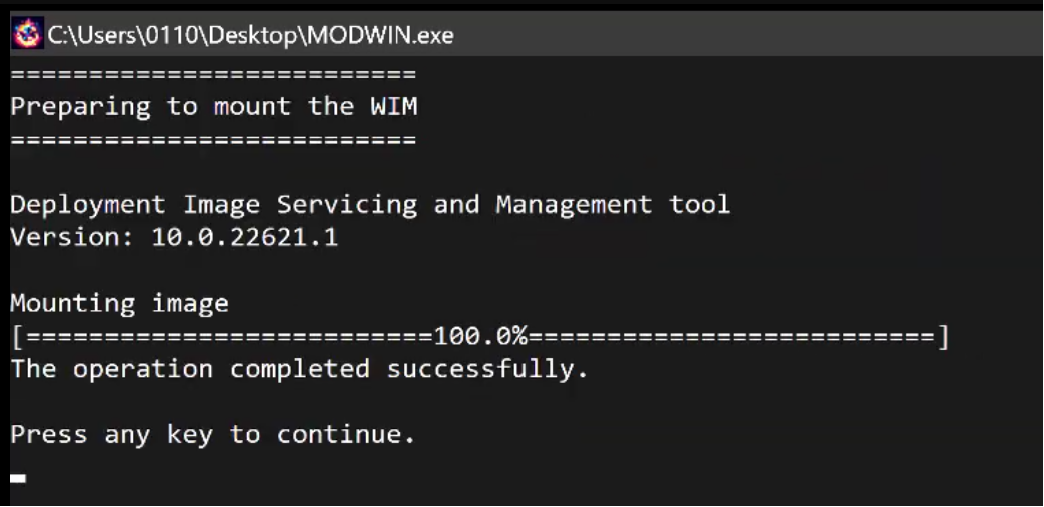 C:\Users\0110\Desktop\MODWIN.exe
==========================
Preparing to mount the WIM
==========================
Deployment Image Servicing and Management tool
Version: 10.0.22621.1
Mounting image
[==========================100.0%==========================]
The operation completed successfully.
Press any key to continue.